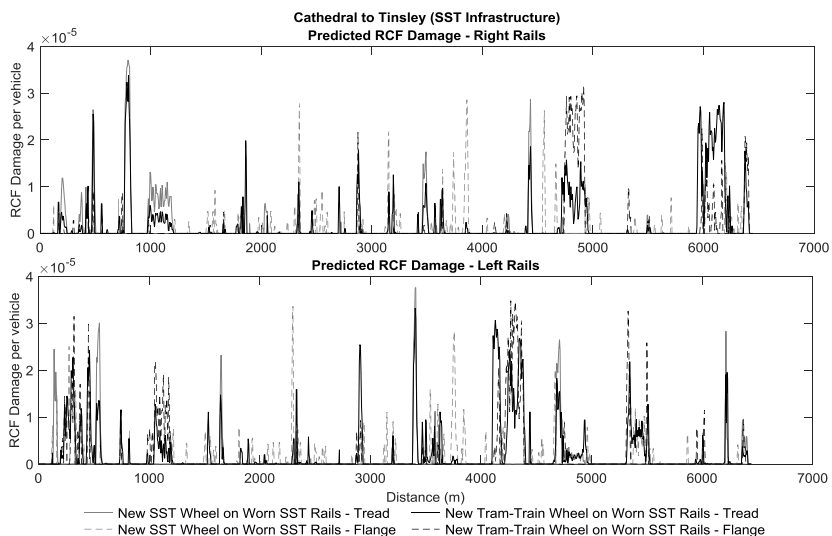 Cathedral to Tinsley (SST Infrastructure)
Predicted RCF Damage - Right Rails
×10⁻⁵
4
3
2
1
0
RCF Damage per vehicle
0 1000 2000 3000 4000 5000 6000 7000
Predicted RCF Damage - Left Rails
×10⁻⁵
4
3
2
1
0
RCF Damage per vehicle
0 1000 2000 3000 4000 5000 6000 7000
Distance (m)
New SST Wheel on Worn SST Rails - Tread
New Tram-Train Wheel on Worn SST Rails - Tread
New SST Wheel on Worn SST Rails - Flange
New Tram-Train Wheel on Worn SST Rails - Flange